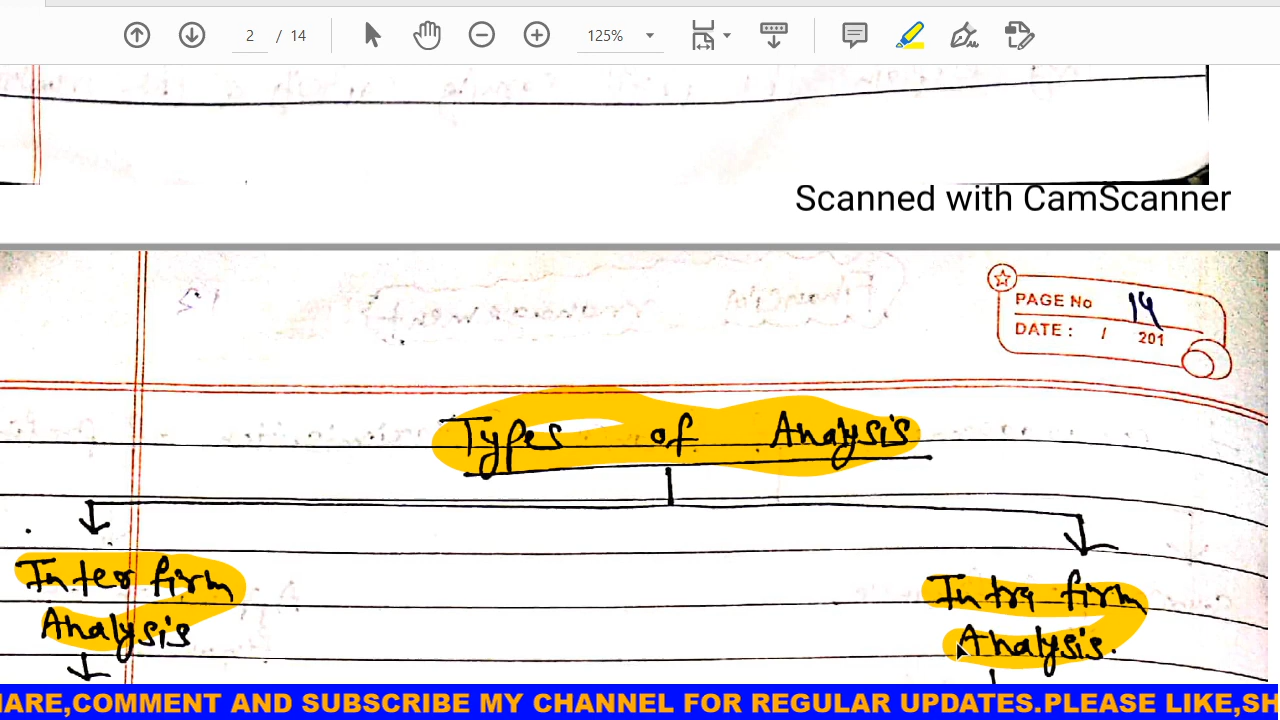 2 / 14
125%
Scanned with CamScanner
PAGE No 14
DATE : / 201
Types of Analysis
Inter firm
Analysis
Intra firm
Analysis.
ARE,COMMENT AND SUBSCRIBE MY CHANNEL FOR REGULAR UPDATES.PLEASE LIKE,SH